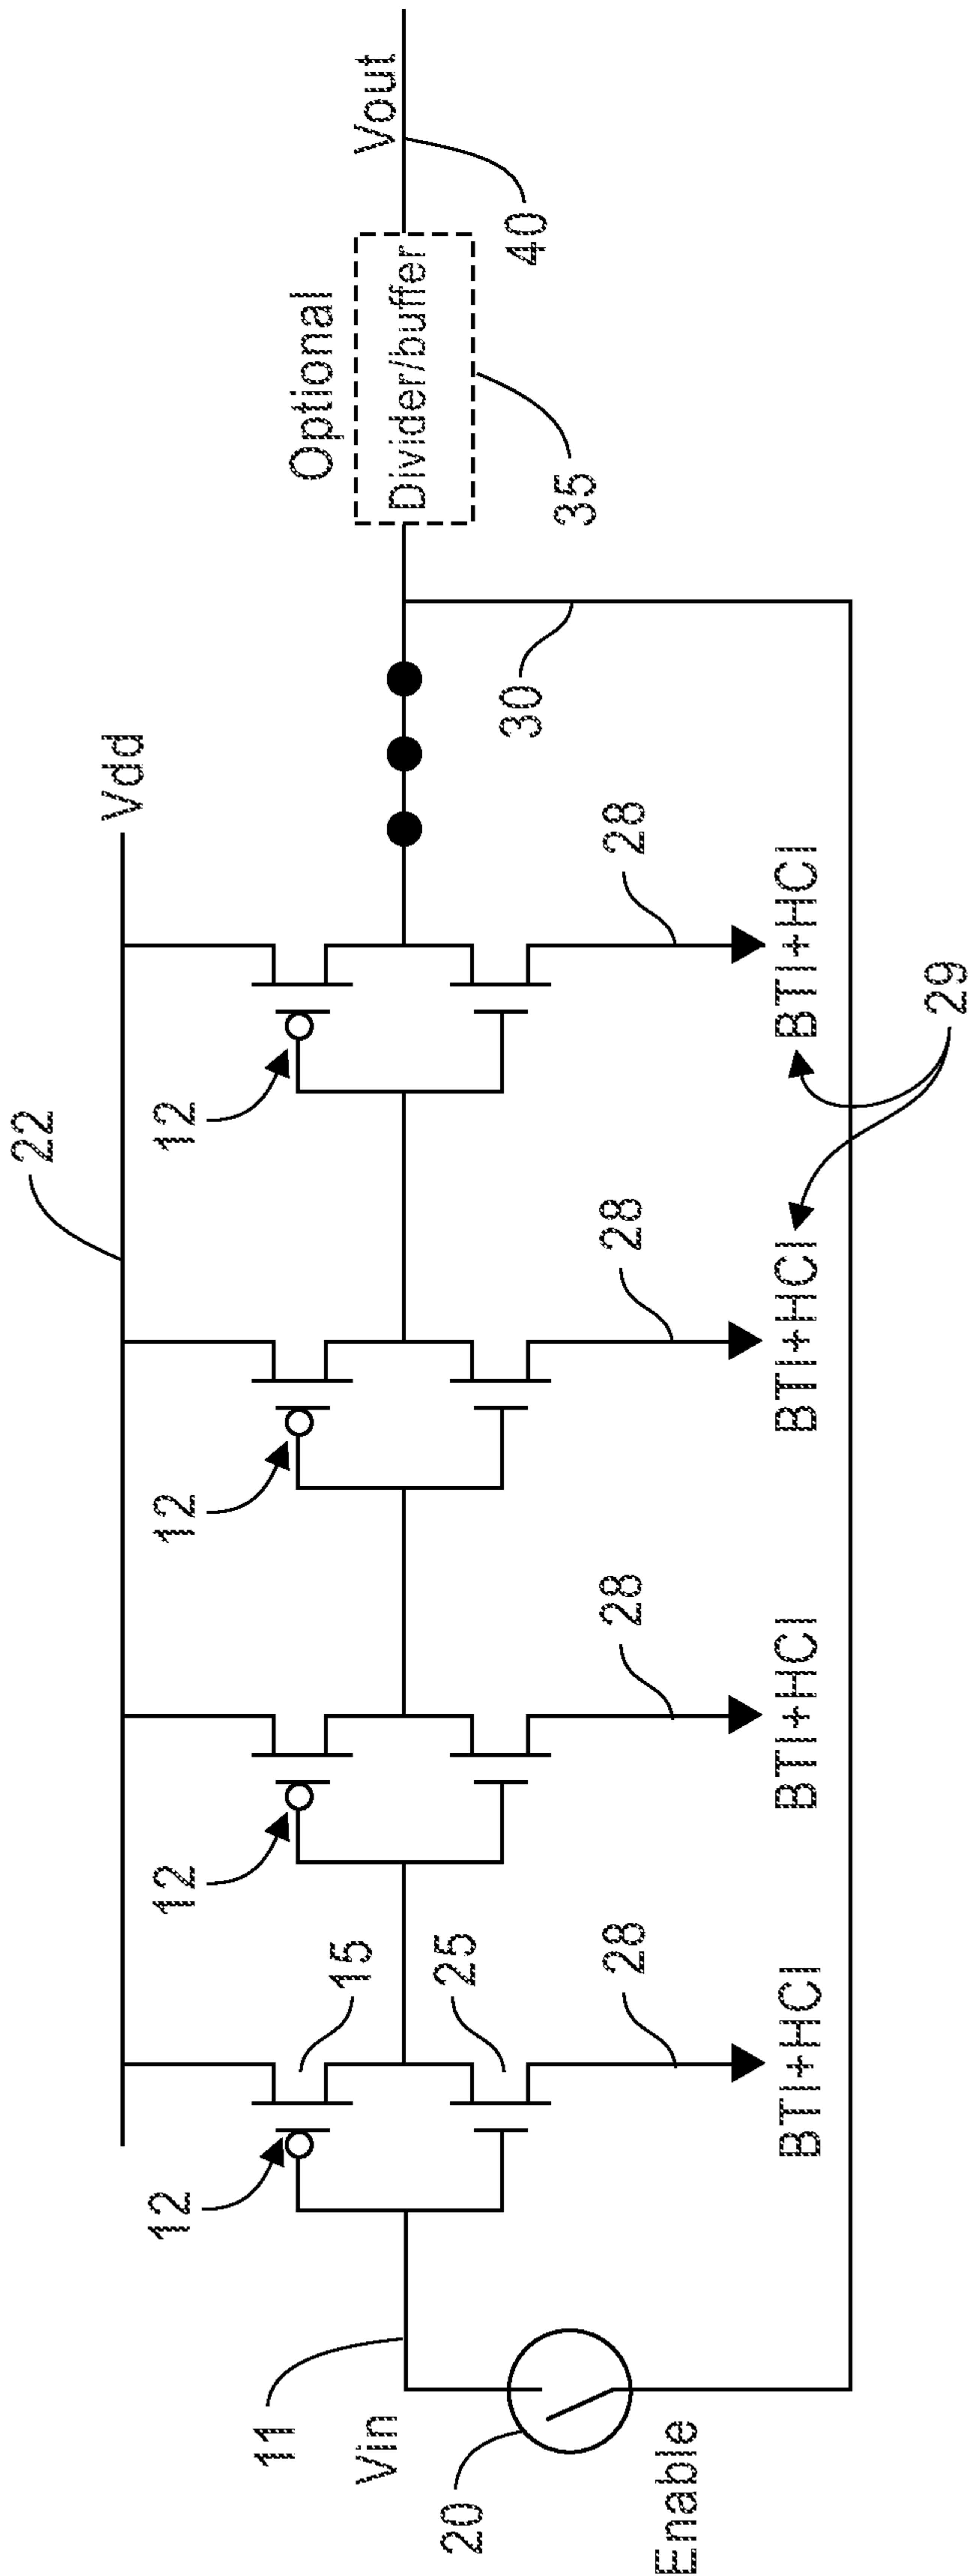 22
Vdd
12
12
12
12
Optional
Vout
Divider/buffer
15
11
Vin
40
25
35
30
20
28
28
28
28
Enable
BTI+HCI
BTI+HCI
BTI+HCI
BTI+HCI
29